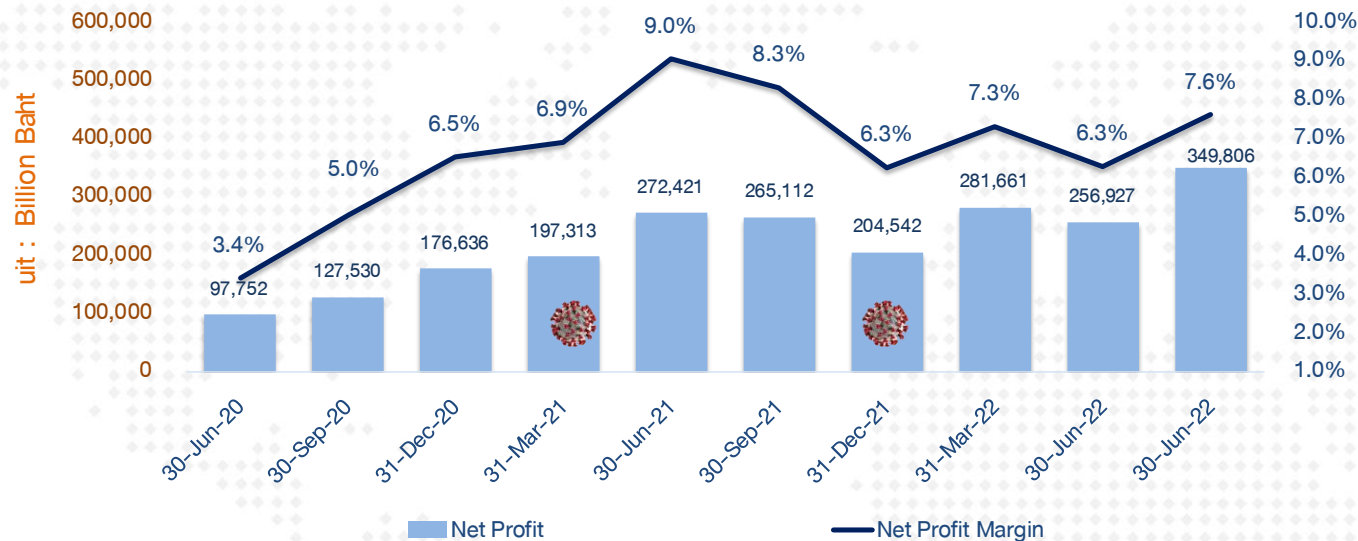 uit : Billion Baht
600,000
500,000
400,000
300,000
200,000
100,000
0
10.0%
9.0%
8.0%
7.0%
6.0%
5.0%
4.0%
3.0%
2.0%
1.0%
3.4%
5.0%
6.5%
6.9%
9.0%
8.3%
6.3%
7.3%
6.3%
7.6%
97,752
127,530
176,636
197,313
272,421
265,112
204,542
281,661
256,927
349,806
30-Jun-20
30-Sep-20
31-Dec-20
31-Mar-21
30-Jun-21
30-Sep-21
31-Dec-21
31-Mar-22
30-Jun-22
30-Jun-22
Net Profit
Net Profit Margin